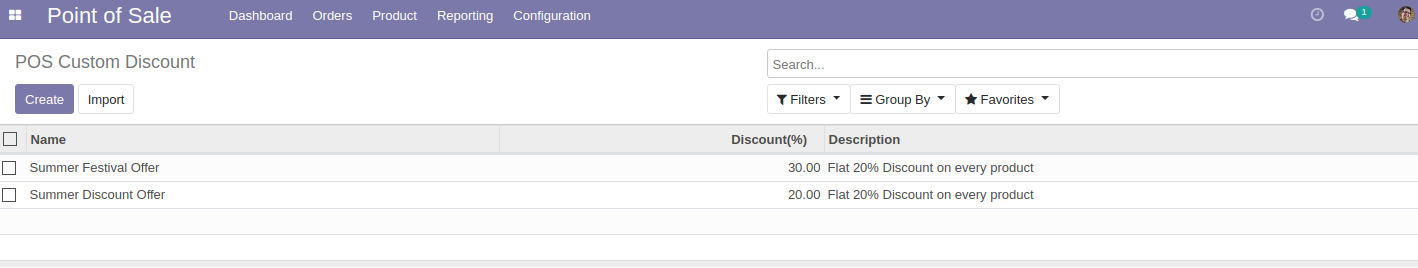 Point of Sale Dashboard Orders Product Reporting Configuration 1
POS Custom Discount Search...
Create Import Filters Group By Favorites
Name Discount(%) Description
Summer Festival Offer 30.00 Flat 20% Discount on every product
Summer Discount Offer 20.00 Flat 20% Discount on every product